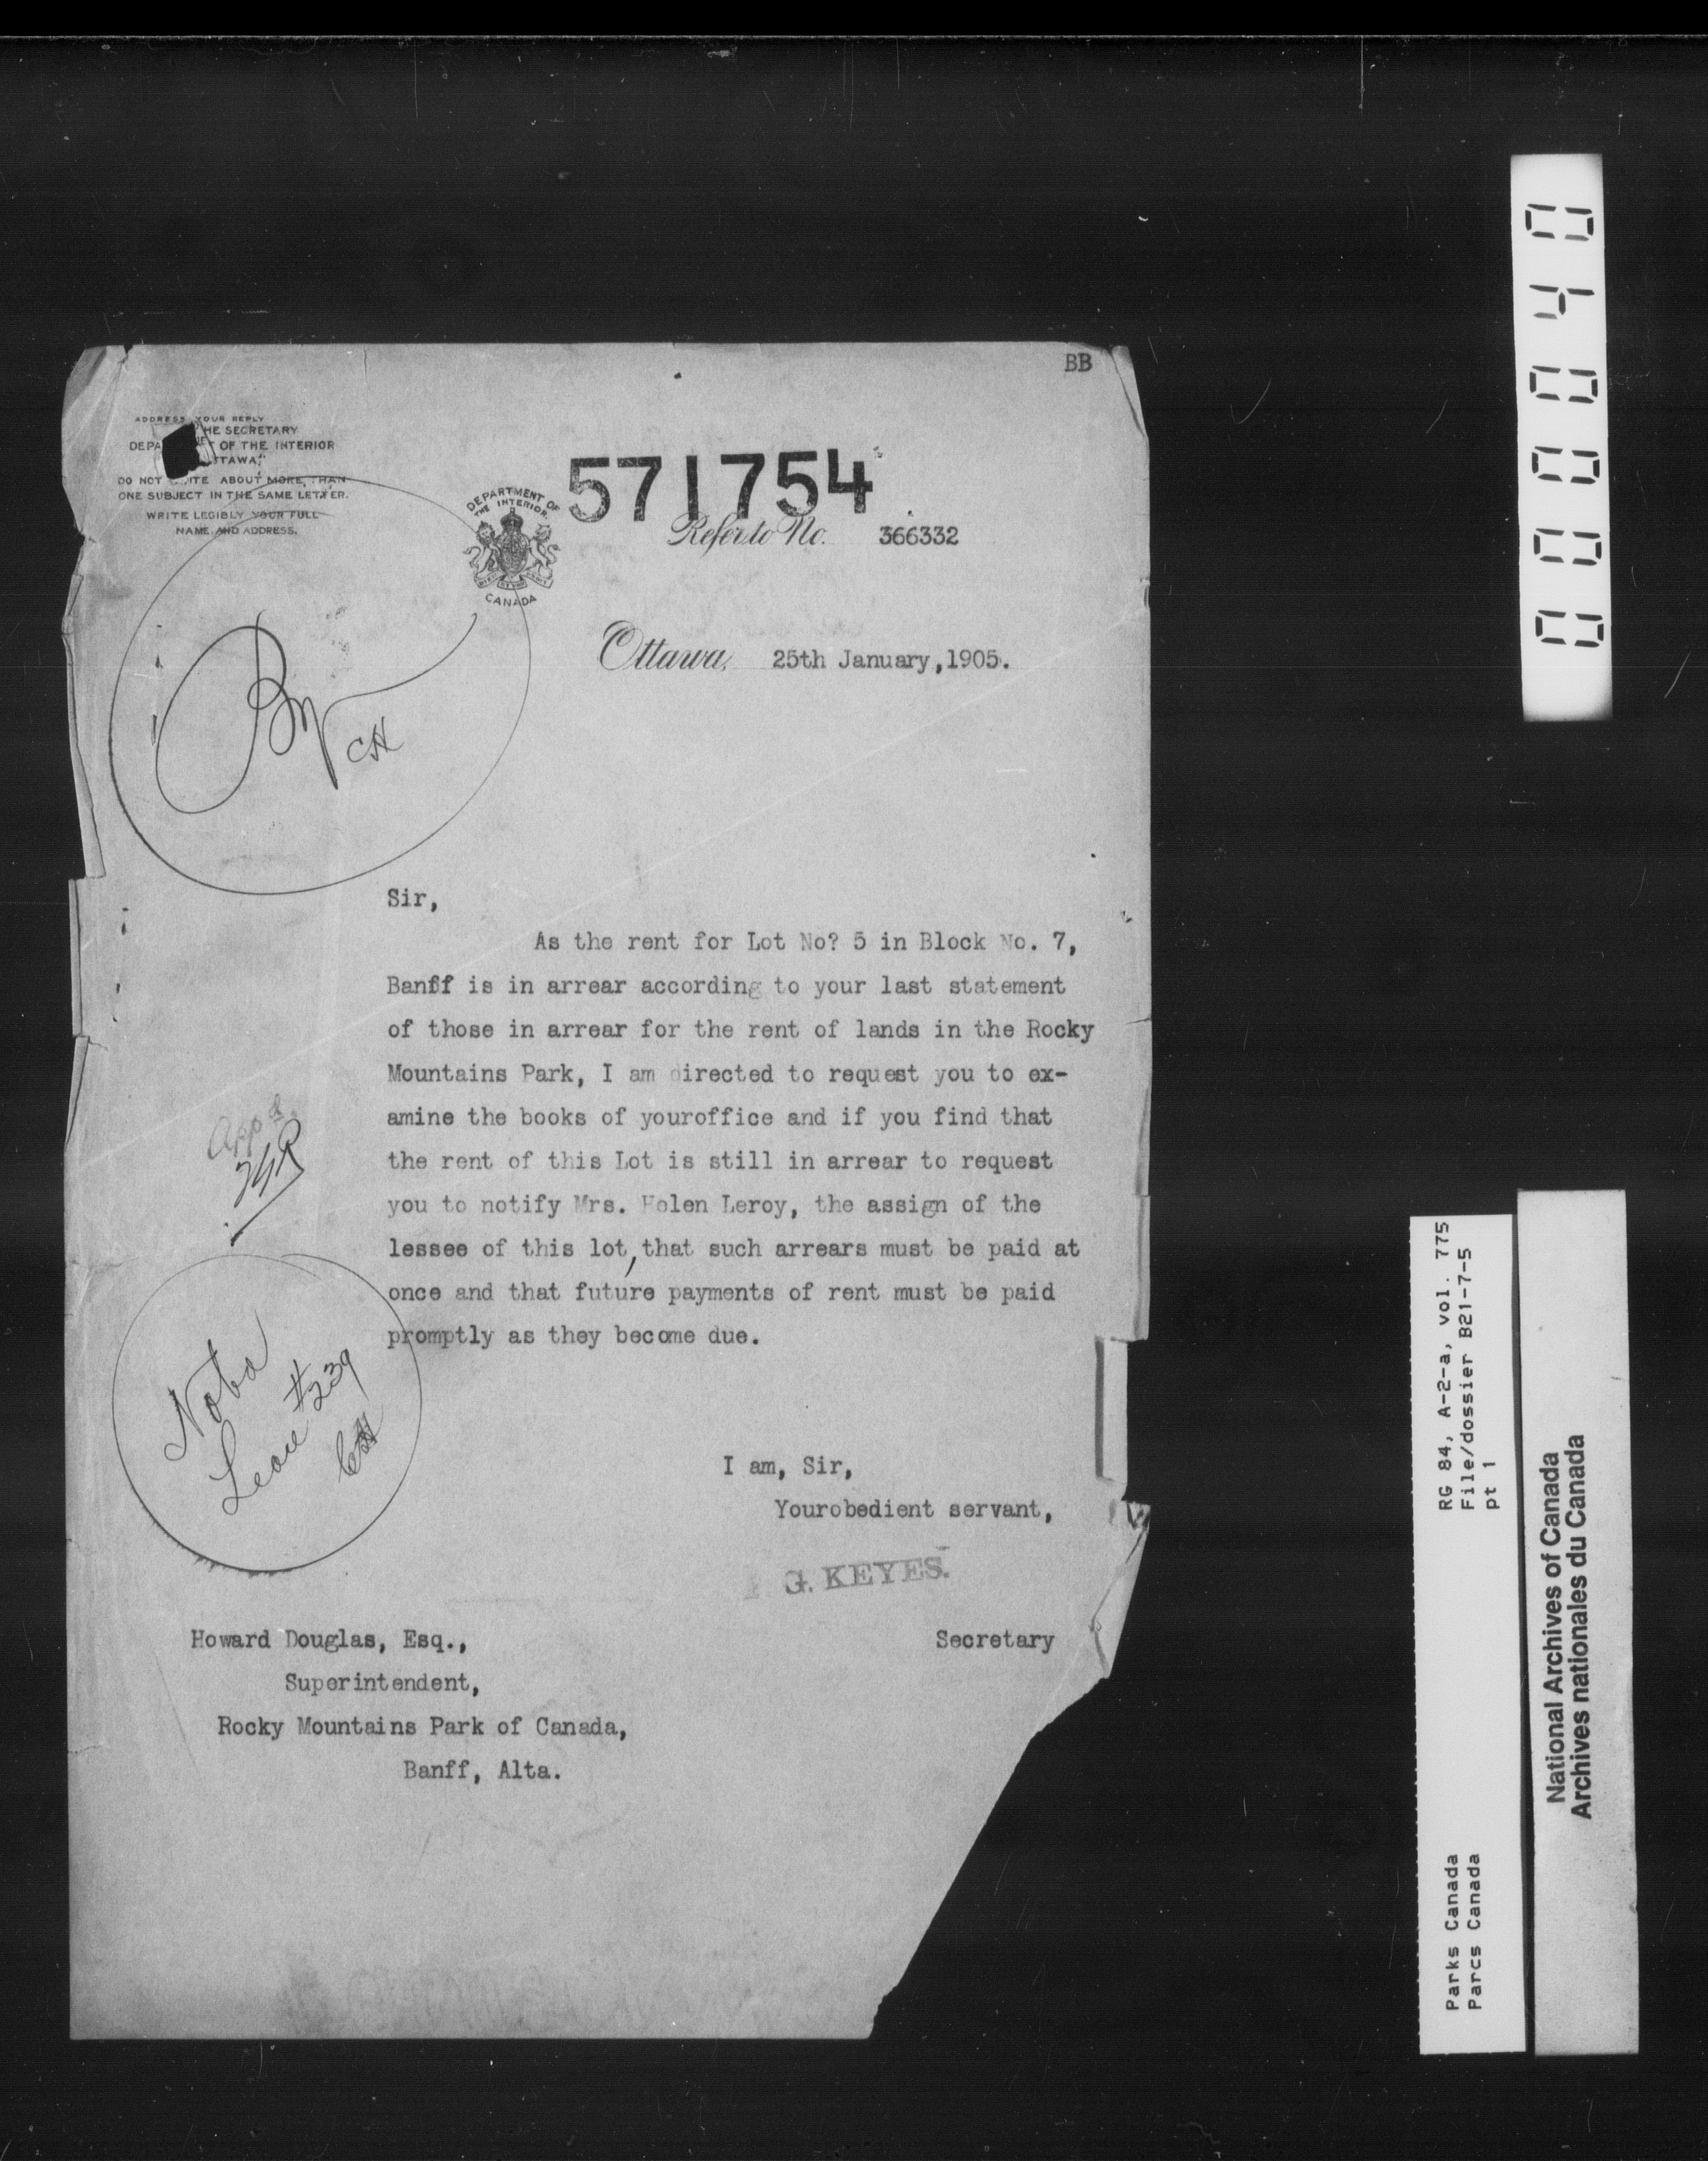 BB
ADDRESS YOUR REPLY
HE SECRETARY
DEPA OF THE INTERIOR
TTAWA,
DO NOT ITE ABOUT MORE THAN
ONE SUBJECT IN THE SAME LETTER.
WRITE LEGIBLY YOUR FULL
NAME AND ADDRESS.
DEPARTMENT OF
THE INTERIOR
CANADA
571754
Refer to No. 366332
Ottawa, 25th January,1905.
CH
Sir,
As the rent for Lot No? 5 in Block No. 7,
Banff is in arrear according to your last statement
of those in arrear for the rent of lands in the Rocky
Mountains Park, I am directed to request you to ex-
amine the books of youroffice and if you find that
the rent of this Lot is still in arrear to request
you to notify Mrs. Holen Leroy, the assign of the
lessee of this lot, that such arrears must be paid at
once and that future payments of rent must be paid
promptly as they become due.
Appd
#239
CH
I am, Sir,
Yourobedient servant,
G. KEYES.
Secretary
Howard Douglas, Esq.,
Superintendent,
Rocky Mountains Park of Canada,
Banff, Alta.
000040
RG 84, A-2-a, vol. 775
File/dossier B21-7-5
pt 1
Parks Canada
Parcs Canada
National Archives of Canada
Archives nationales du Canada